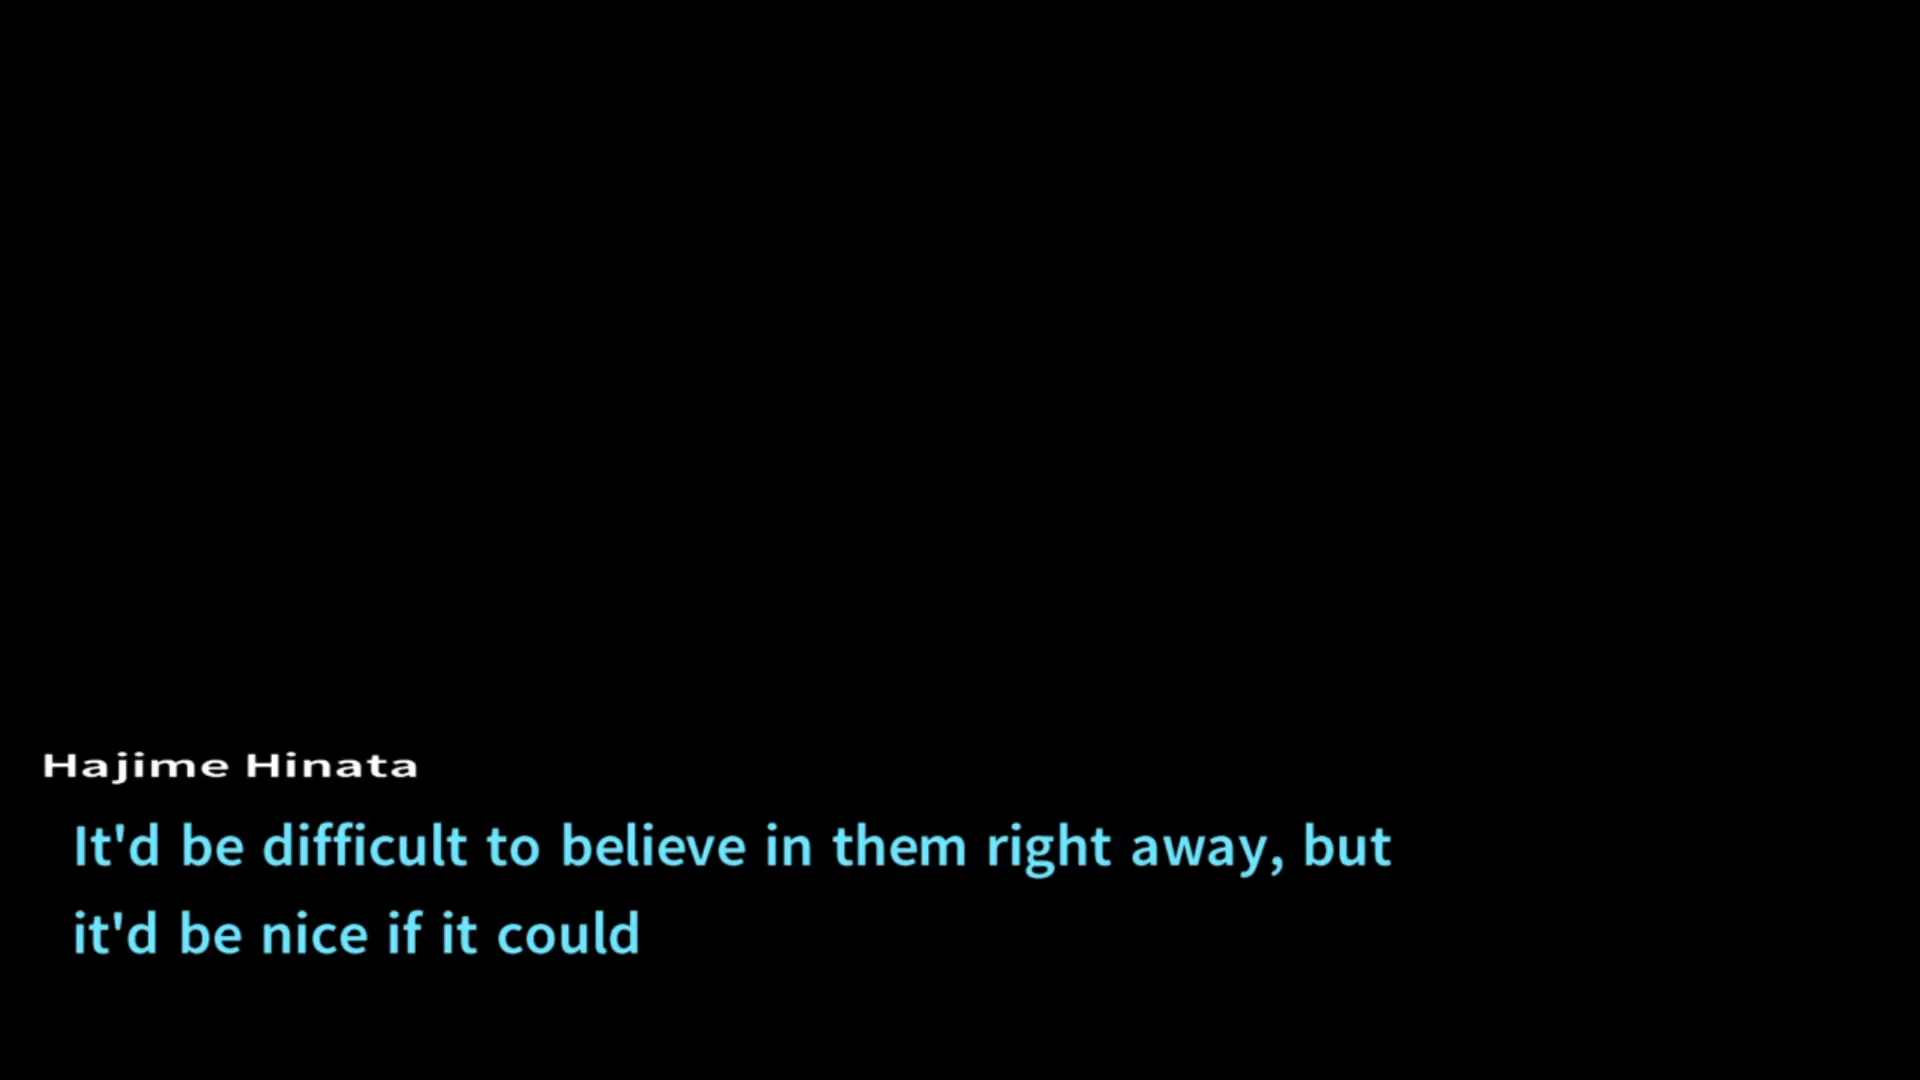 Hajime Hinata
It'd be difficult to believe in them right away, but
it'd be nice if it could